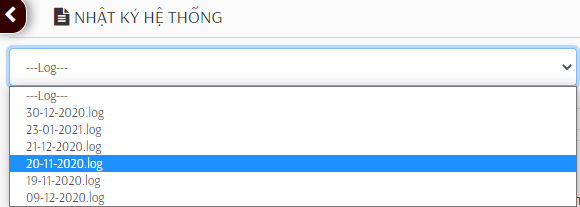 NHẬT KÝ HỆ THỐNG
---Log---
---Log---
30-12-2020.log
23-01-2021.log
21-12-2020.log
20-11-2020.log
19-11-2020.log
09-12-2020.log